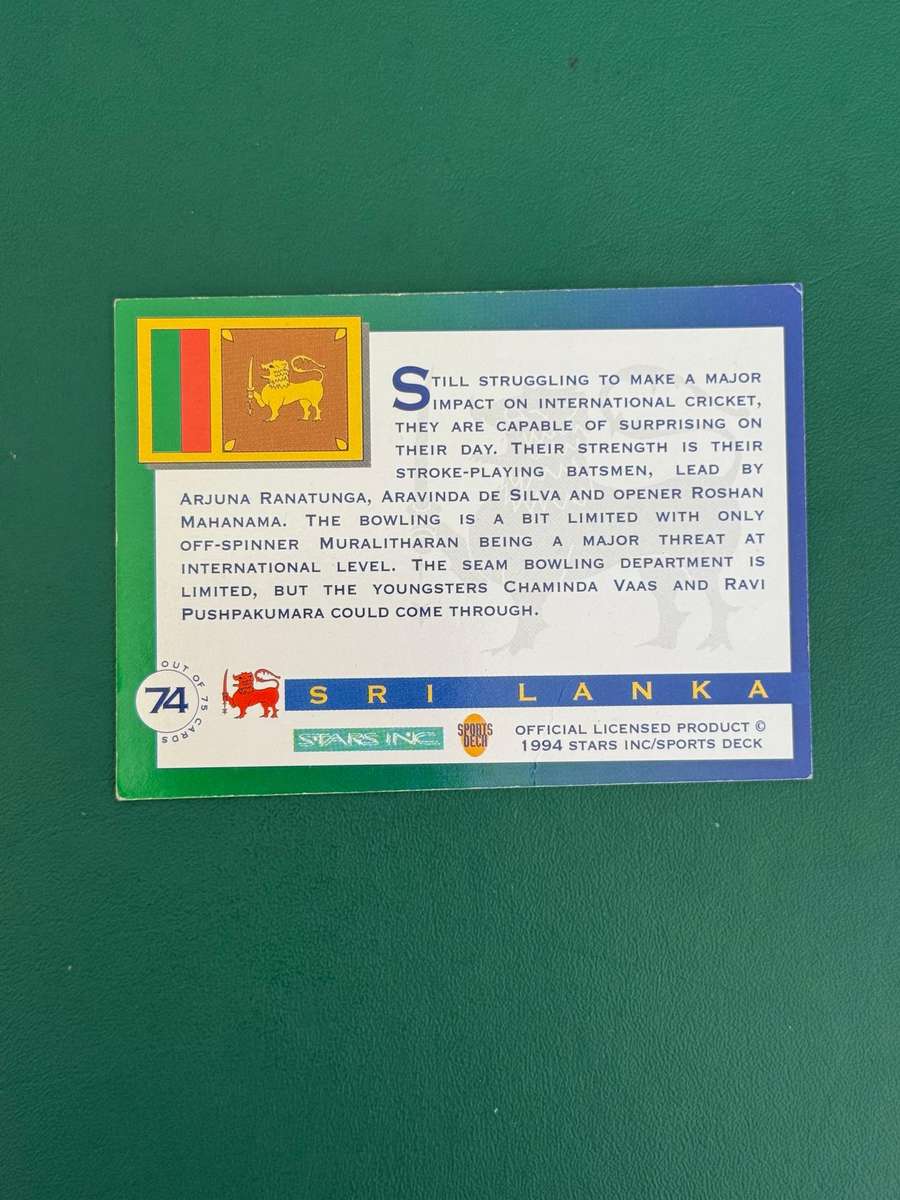 STILL STRUGGLING TO MAKE A MAJOR
IMPACT ON INTERNATIONAL CRICKET,
THEY ARE CAPABLE OF SURPRISING ON
THEIR DAY. THEIR STRENGTH IS THEIR
STROKE-PLAYING BATSMEN, LEAD BY
ARJUNA RANATUNGA, ARAVINDA DE SILVA AND OPENER ROSHAN
MAHANAMA. THE BOWLING IS A BIT LIMITED WITH ONLY
OFF-SPINNER MURALITHARAN BEING A MAJOR THREAT AT
INTERNATIONAL LEVEL. THE SEAM BOWLING DEPARTMENT IS
LIMITED, BUT THE YOUNGSTERS CHAMINDA VAAS AND RAVI
PUSHPAKUMARA COULD COME THROUGH.
74
OUT OF 75 CARDS
SRI LANKA
STARS INC
SPORTS
DECK
OFFICIAL LICENSED PRODUCT ©
1994 STARS INC/SPORTS DECK